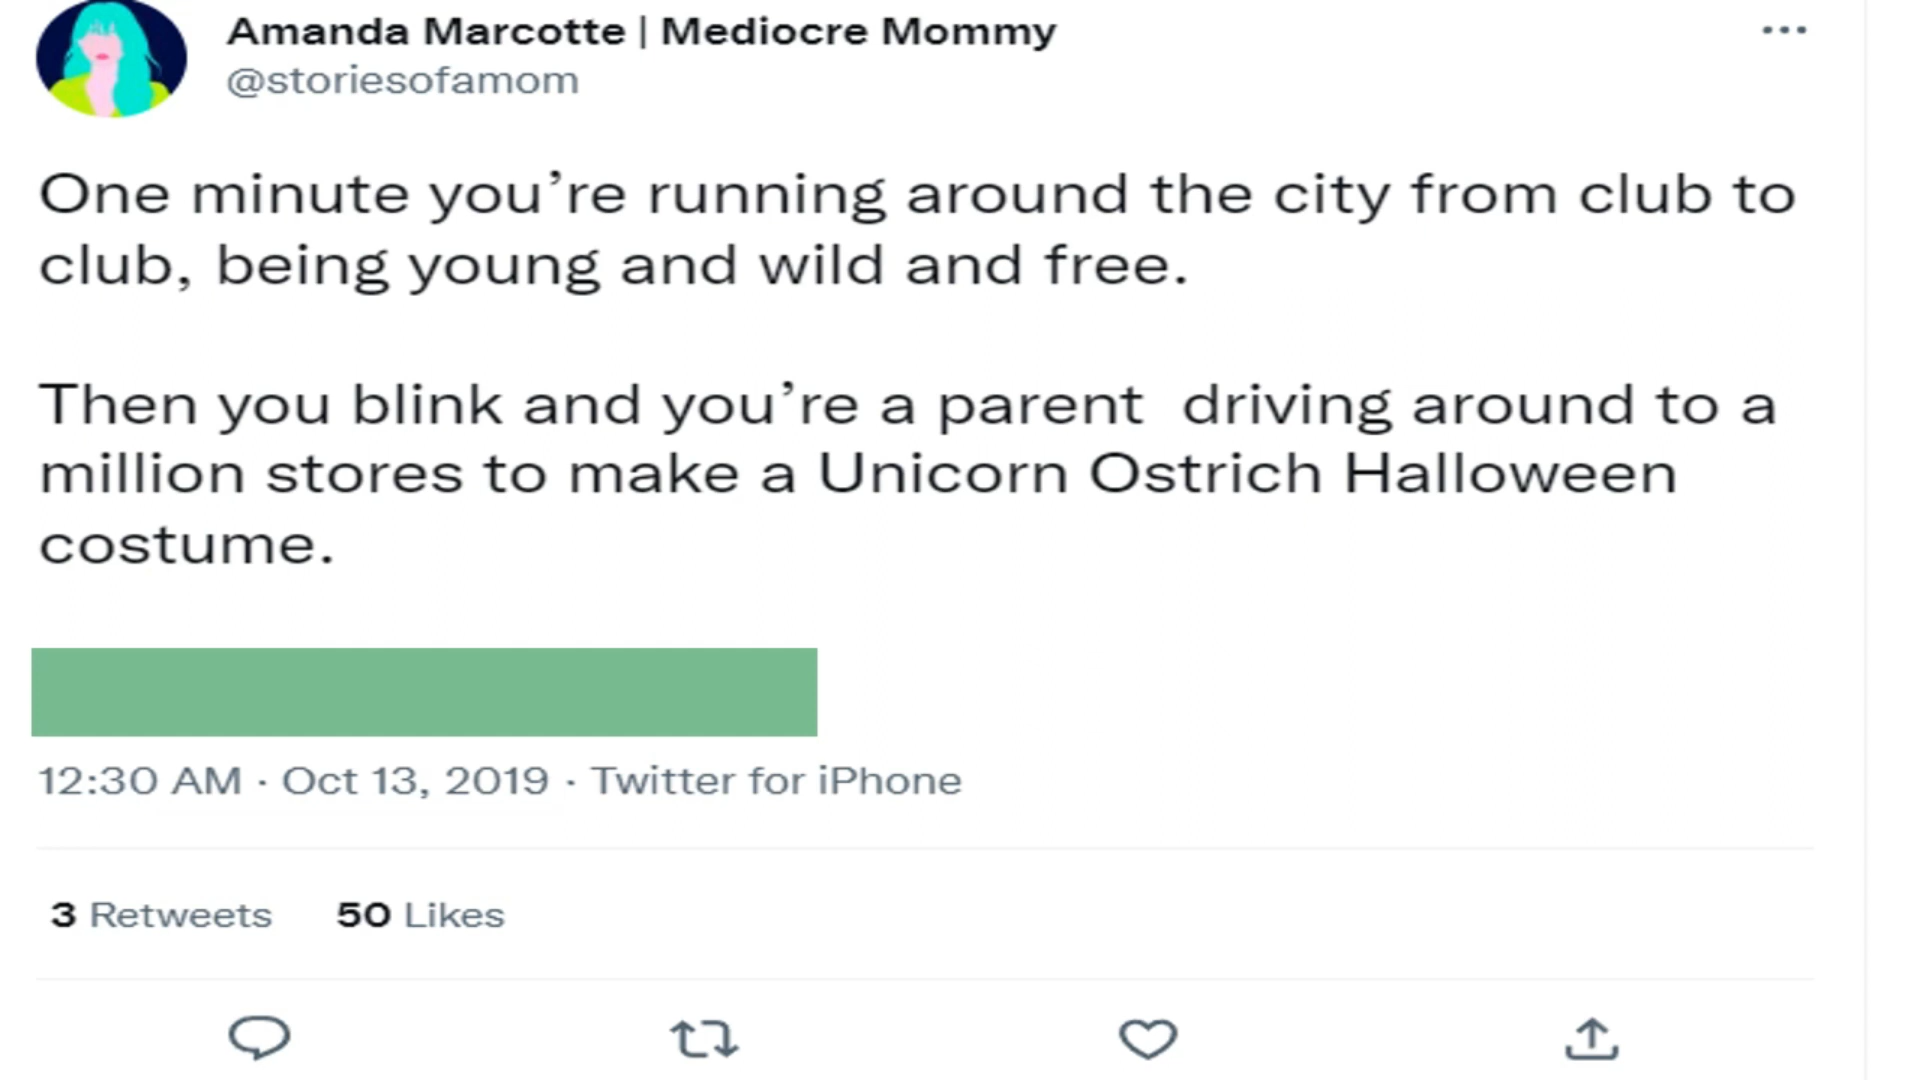 Amanda Marcotte | Mediocre Mommy
@storiesofamom
One minute you’re running around the city from club to
club, being young and wild and free.
Then you blink and you’re a parent  driving around to a
million stores to make a Unicorn Ostrich Halloween
costume.
12:30 AM · Oct 13, 2019 · Twitter for iPhone
3 Retweets 50 Likes